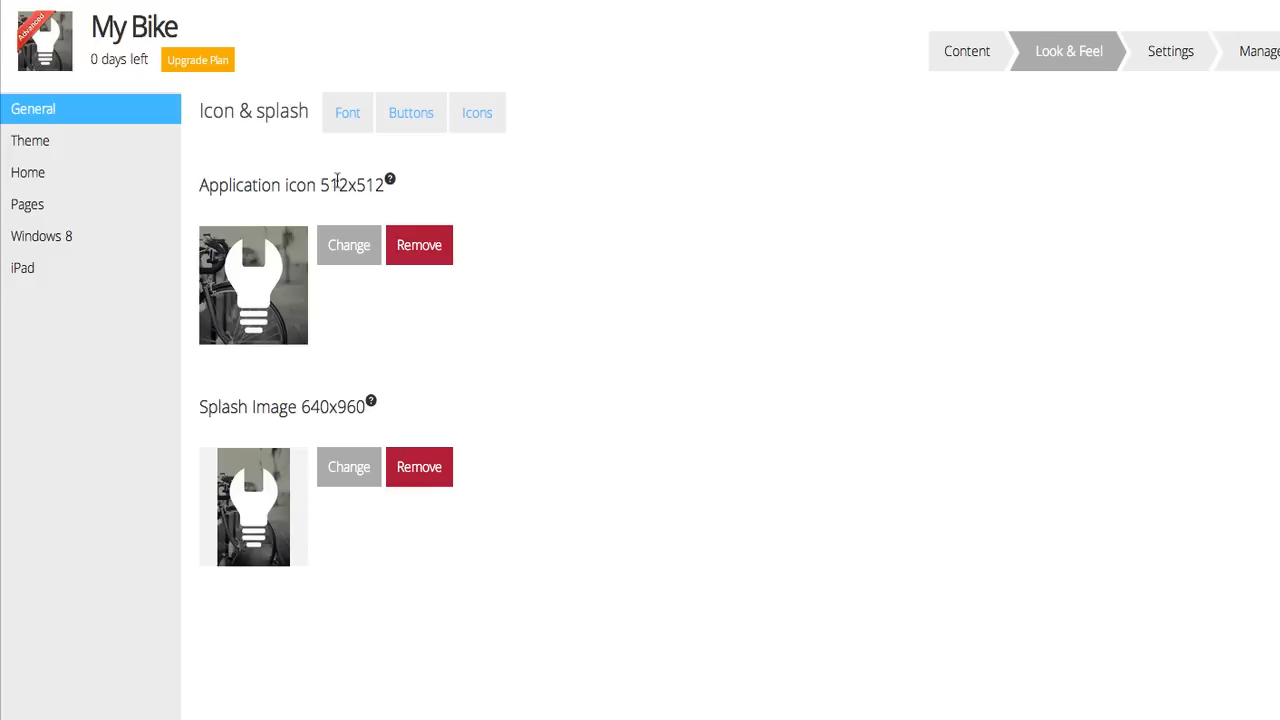 Advanced
My Bike
0 days left
Upgrade Plan
Content
Look & Feel
Settings
Manage
General
Theme
Home
Pages
Windows 8
iPad
Icon & splash
Font
Buttons
Icons
Application icon 512x512
?
Change
Remove
Splash Image 640x960
?
Change
Remove